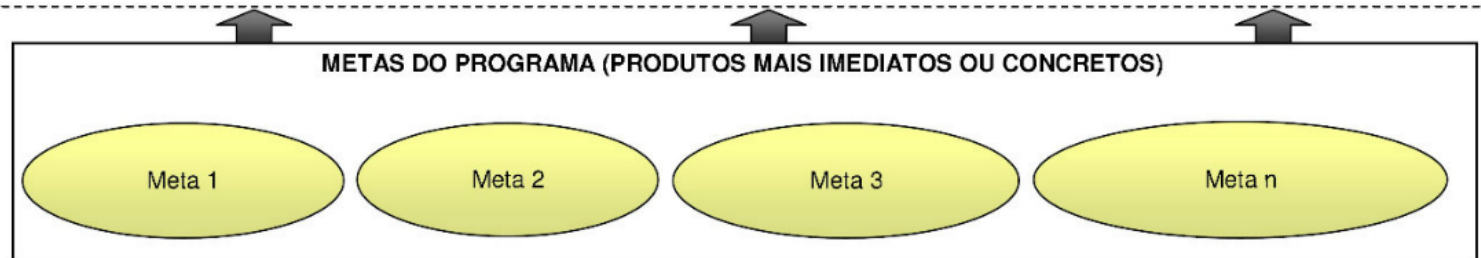 METAS DO PROGRAMA (PRODUTOS MAIS IMEDIATOS OU CONCRETOS)
Meta 1 Meta 2 Meta 3 Meta n